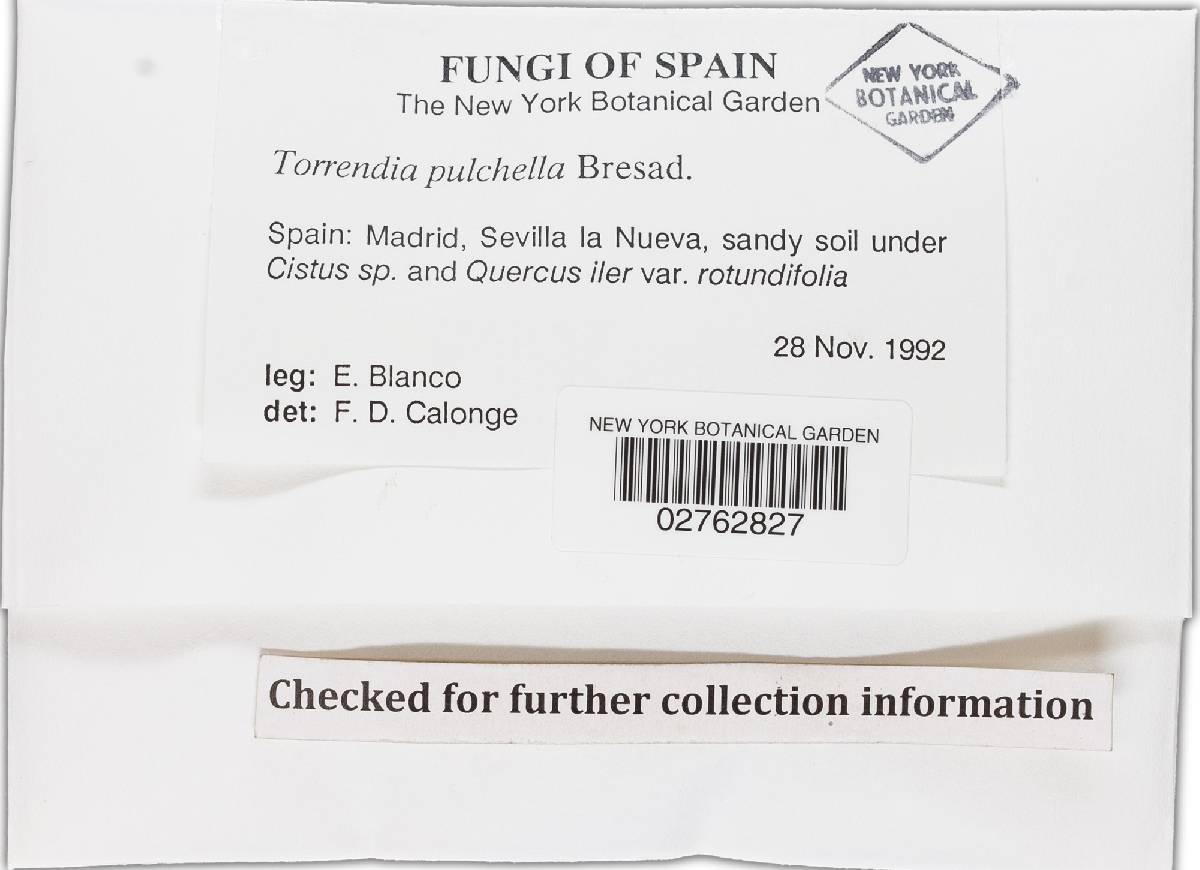 FUNGI OF SPAIN
The New York Botanical Garden
NEW YORK
BOTANICAL
GARDEN
Torrendia pulchella Bresad.
Spain: Madrid, Sevilla la Nueva, sandy soil under
Cistus sp. and Quercus iler var. rotundifolia
28 Nov. 1992
leg: E. Blanco
det: F. D. Calonge
NEW YORK BOTANICAL GARDEN
02762827
Checked for further collection information